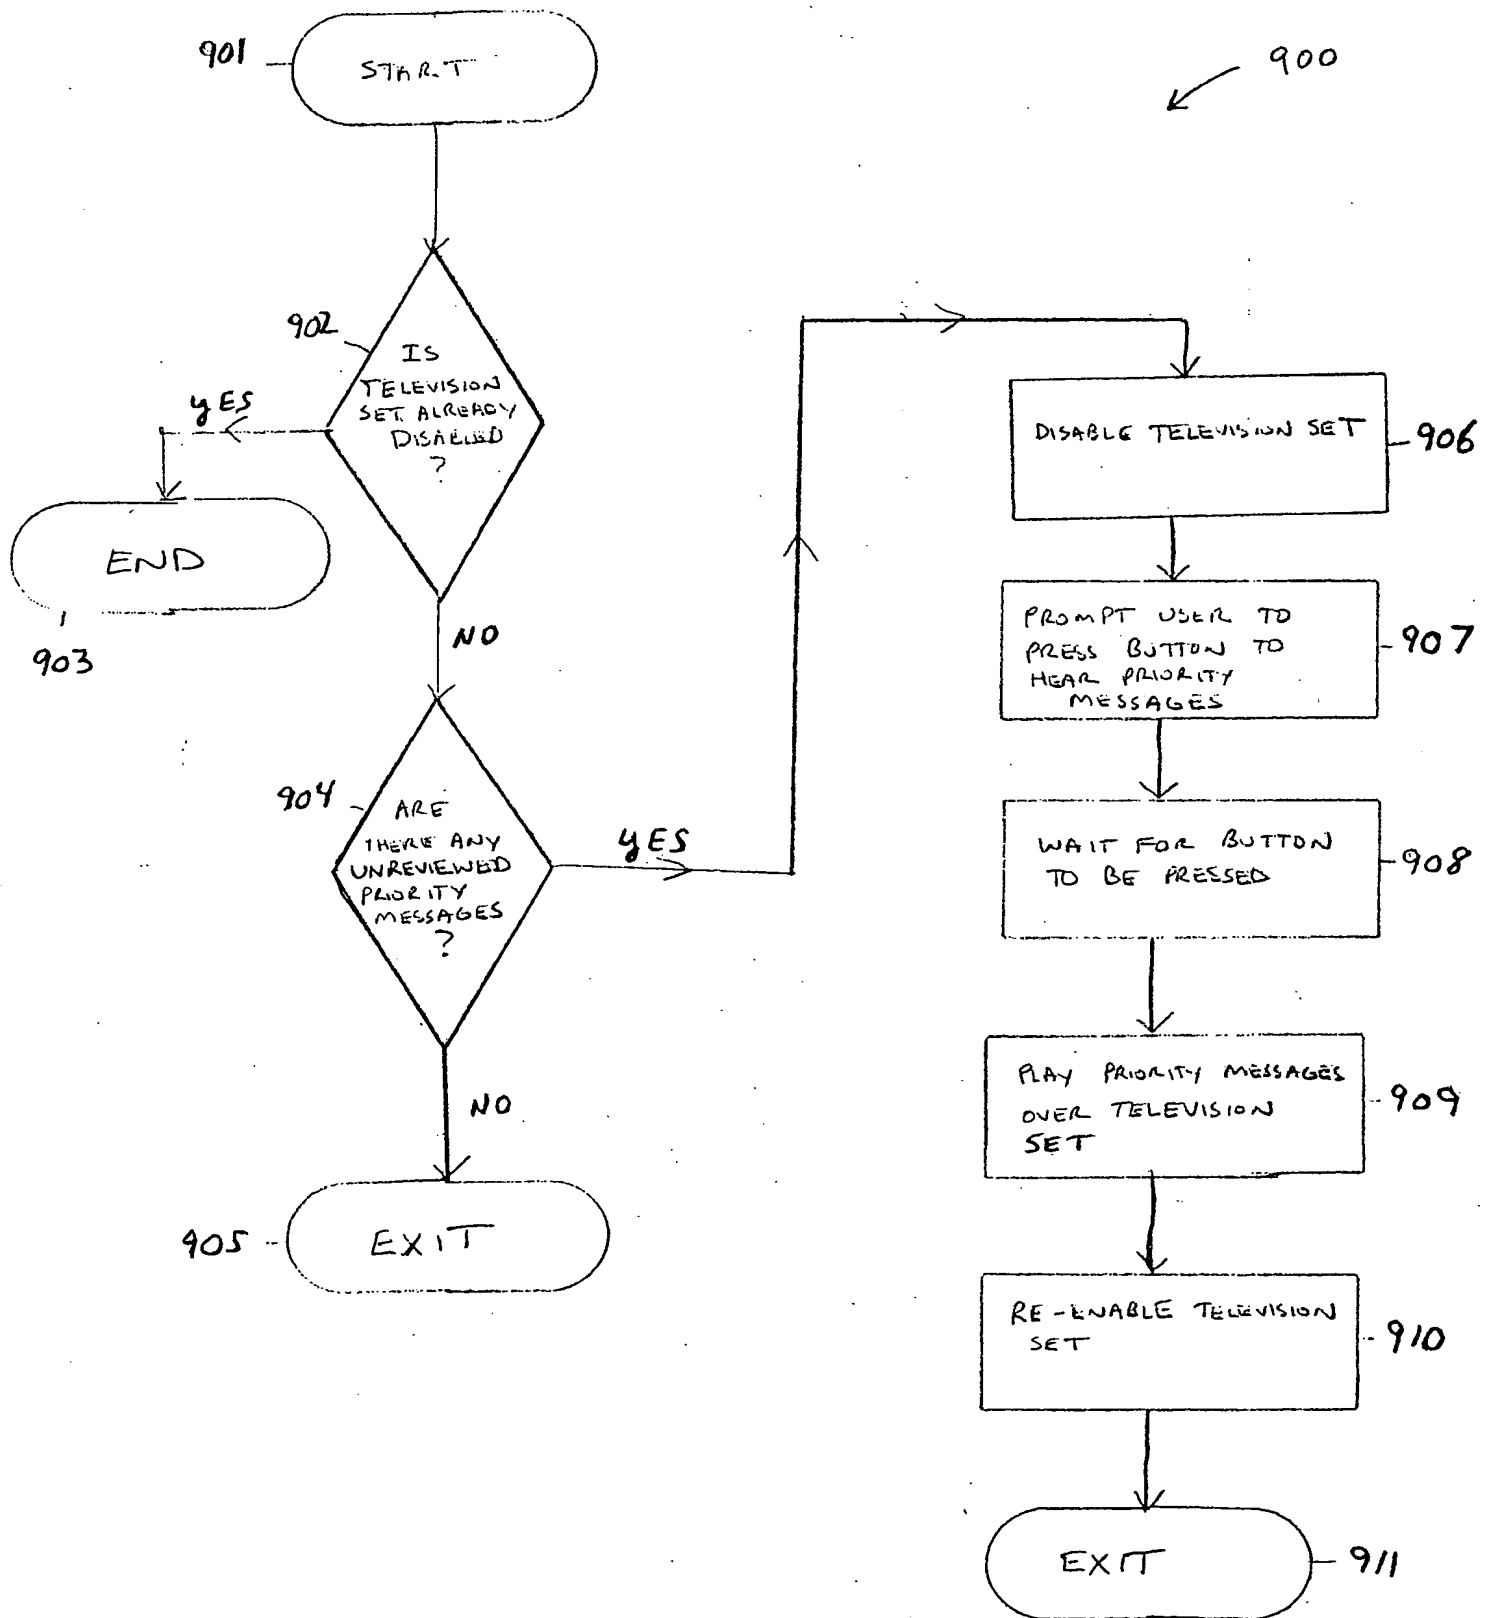 901
START
900
902
IS
TELEVISION
SET ALREADY
DISABLED
?
YES
END
903
NO
904
ARE
THERE ANY
UNREVIEWED
PRIORITY
MESSAGES
?
YES
NO
905
EXIT
DISABLE TELEVISION SET
906
PROMPT USER TO
PRESS BUTTON TO
HEAR PRIORITY
MESSAGES
907
WAIT FOR BUTTON
TO BE PRESSED
908
PLAY PRIORITY MESSAGES
OVER TELEVISION
SET
909
RE-ENABLE TELEVISION
SET
910
EXIT
911